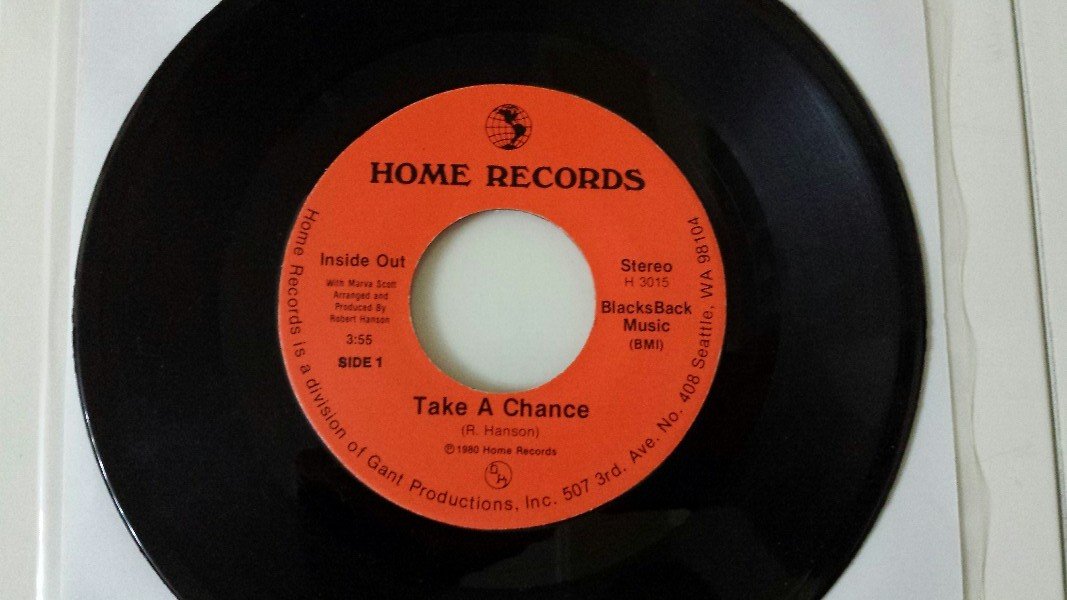 HOME RECORDS
Inside Out
With Marva Scott
Arranged and
Produced By
Robert Hanson
3:55
SIDE 1
Stereo
H 3015
BlacksBack
Music
(BMI)
Take A Chance
(R. Hanson)
℗1980 Home Records
GH
Home Records is a division of Gant Productions, Inc. 507 3rd. Ave. No. 408 Seattle, WA 98104